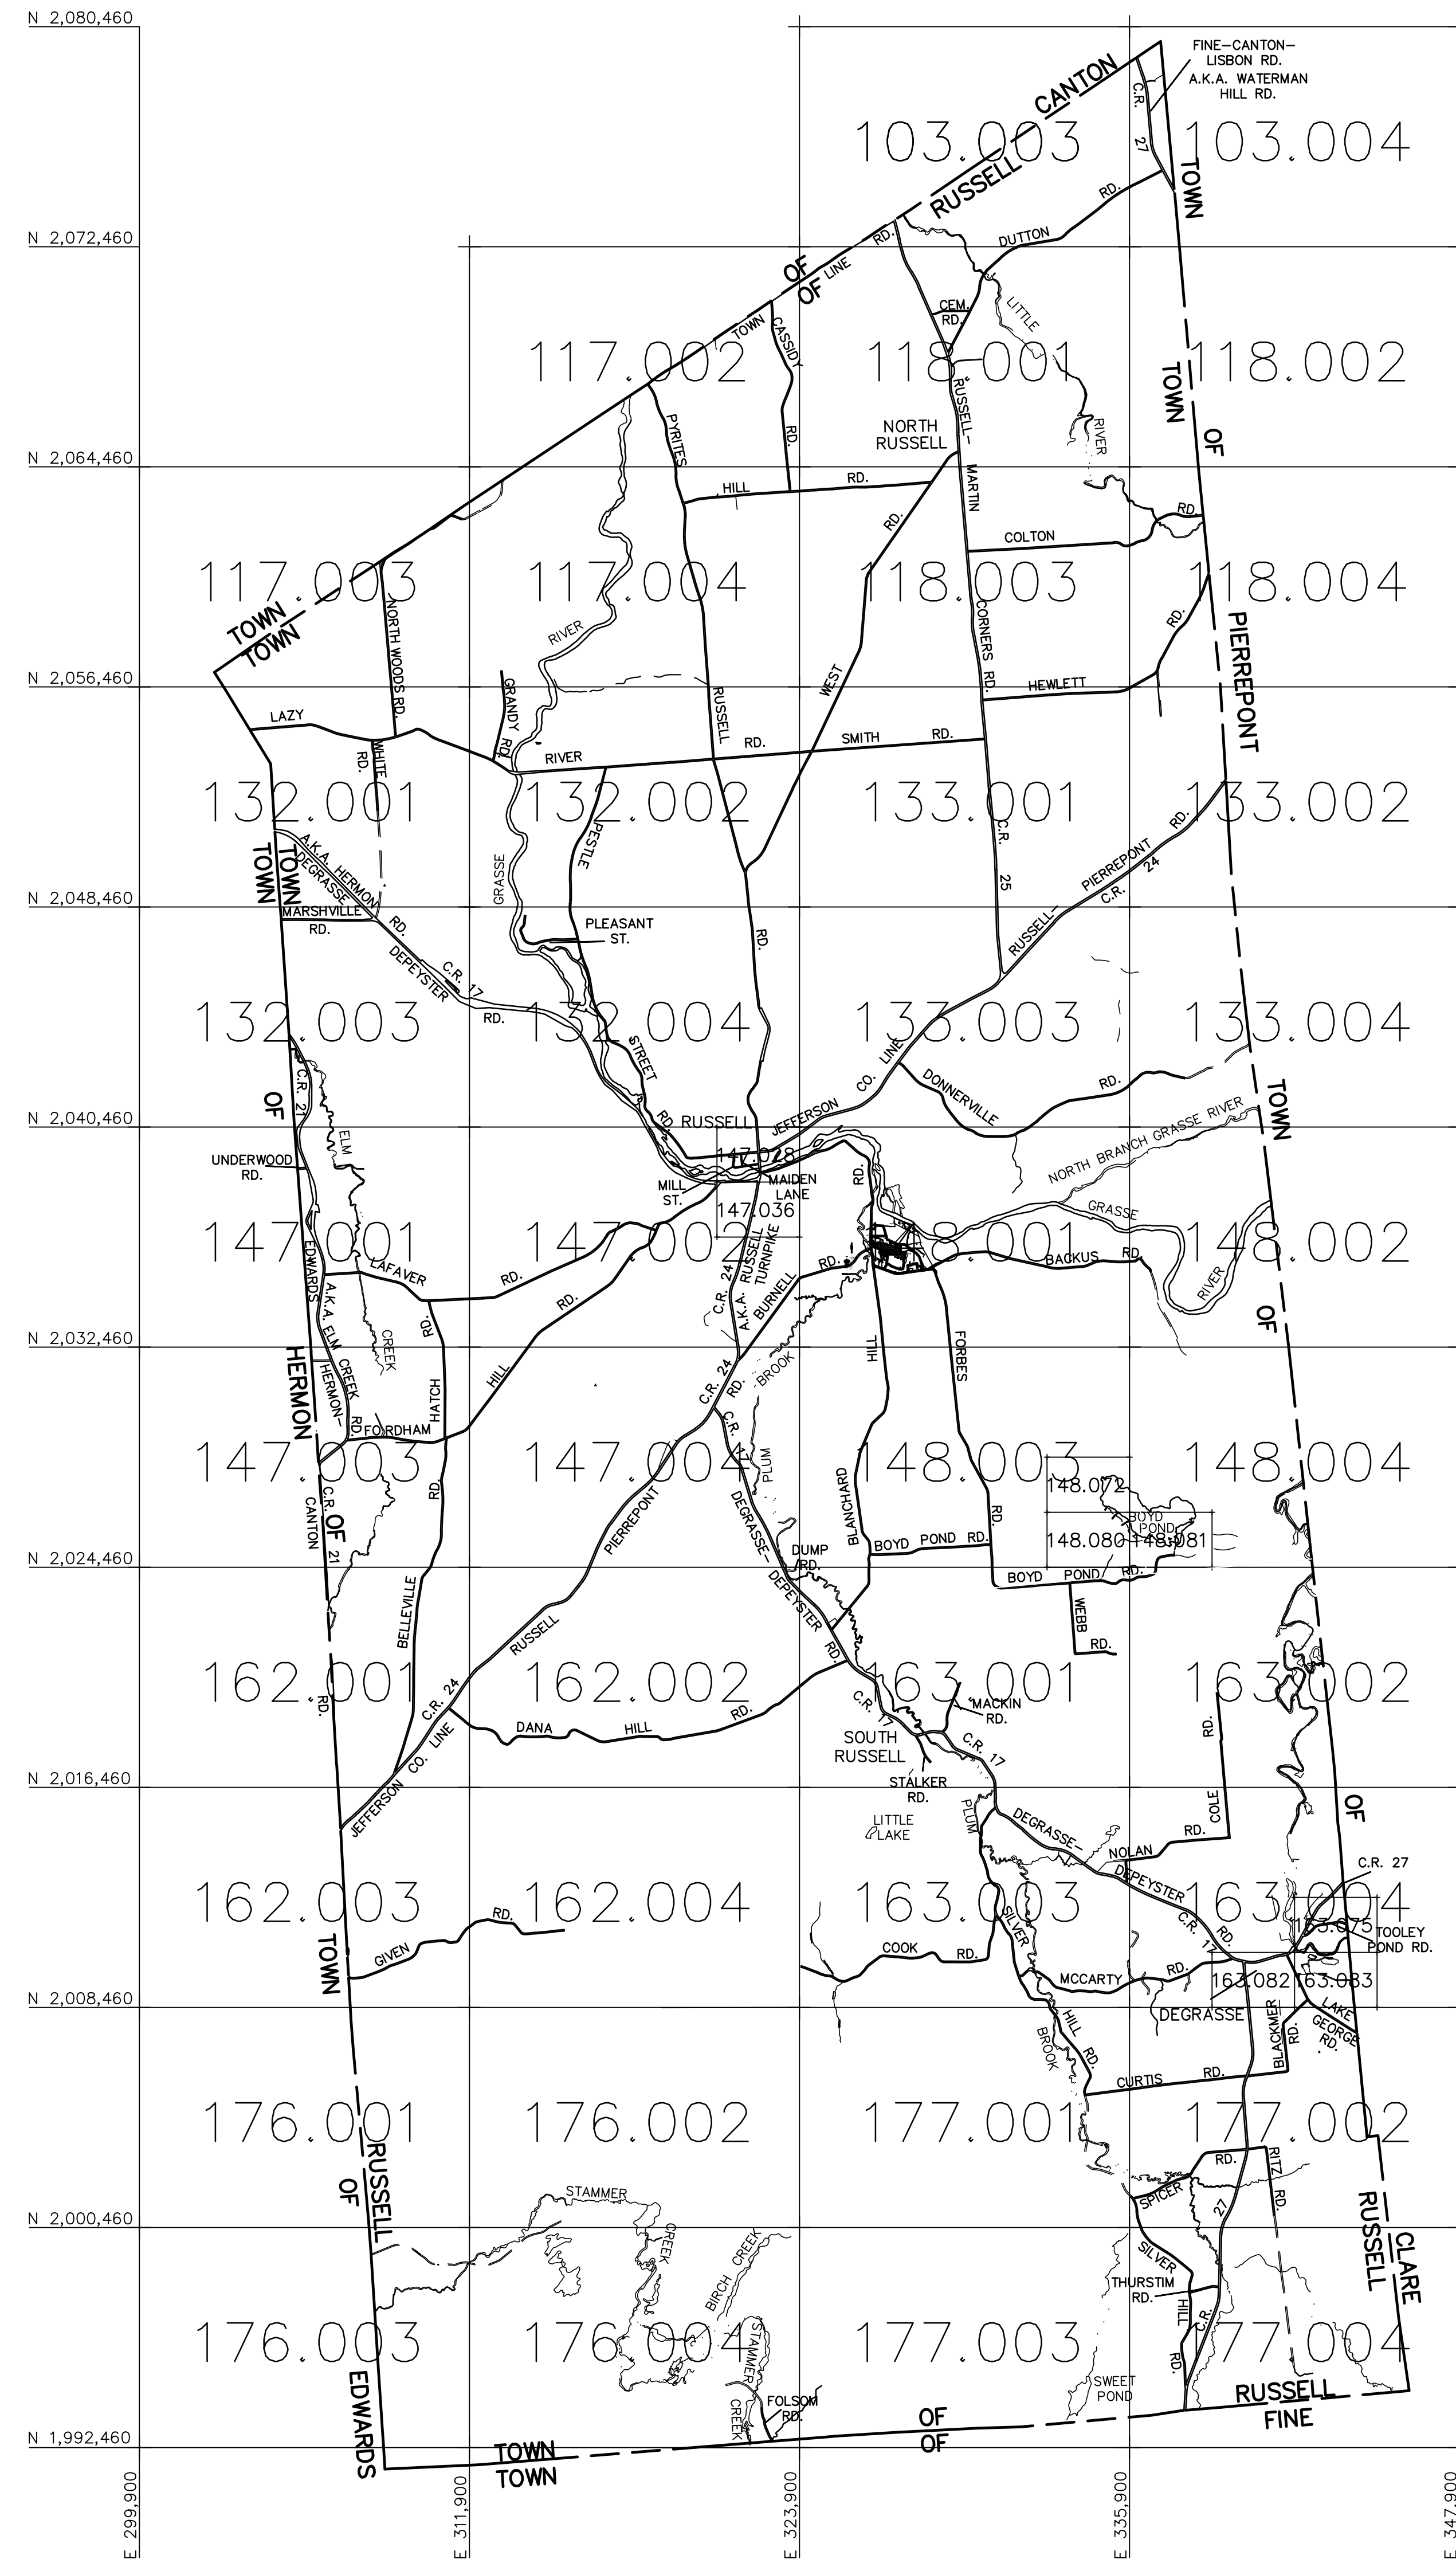 N 2,080,460
FINE-CANTON-
LISBON RD.
A.K.A. WATERMAN
HILL RD.
CANTON
C.R.
27
103.003
103.004
RUSSELL
TOWN
RD.
N 2,072,460
RD.
DUTTON
OF
OF
LINE
CEM.
RD.
LITTLE
TOWN
CASSIDY
117.002
118.001
118.002
RUSSELL-
TOWN
PYRITES
RD.
NORTH
RUSSELL
RIVER
OF
N 2,064,460
MARTIN
HILL
RD.
RD.
RD.
COLTON
117.003
117.004
118.003
118.004
TOWN
TOWN
NORTH WOODS RD.
RIVER
CORNERS RD.
RD.
PIERREPONT
N 2,056,460
GRANDY
RD.
RUSSELL
WEST
HEWLETT
LAZY
WHITE
RD.
RIVER
RD.
SMITH
RD.
132.001
132.002
133.001
133.002
A.K.A. HERMON
DEGRASSE
RD.
TOWN
TOWN
PESTLE
GRASSE
C.R.
25
RD.
PIERREPONT
C.R. 24
RUSSELL-
N 2,048,460
MARSHVILLE
RD.
PLEASANT
ST.
RD.
DEPEYSTER
C.R. 17
RD.
132.003
132.004
133.003
133.004
C.R. 21
OF
STREET
RD.
CO. LINE
DONNERVILLE
RD.
N 2,040,460
RUSSELL
JEFFERSON
TOWN
NORTH BRANCH GRASSE RIVER
ELM
UNDERWOOD
RD.
147.028
MILL
ST.
MAIDEN
LANE
RD.
147.036
GRASSE
147.001
147.002
148.002
EDWARDS
LAFAVER
RD.
C.R. 24
A.K.A. RUSSELL
TURNPIKE
BURNELL
RD.
BACKUS
RD.
RIVER
OF
A.K.A. ELM CREEK
RD.
RD.
RD.
N 2,032,460
HERMON
HERMON-
CREEK
HATCH
HILL
C.R. 24
RD.
BROOK
HILL
FORBES
FORDHAM
C.R. 17
147.003
147.004
148.003
148.004
C.R.
21
OF
CANTON
RD.
PIERREPONT
PLUM
DEGRASSE-
BLANCHARD
RD.
148.072
BOYD
POND
148.080
148.081
BOYD POND RD.
DUMP
RD.
N 2,024,460
BOYD POND RD.
DEPEYSTER
RD.
BELLEVILLE
RUSSELL
WEBB
RD.
162.001
162.002
163.001
163.002
RD.
C.R. 24
CO. LINE
DANA
HILL
RD.
C.R. 17
MACKIN
RD.
SOUTH
RUSSELL
C.R. 17
RD.
N 2,016,460
STALKER
RD.
JEFFERSON
LITTLE
LAKE
PLUM
DEGRASSE-
COLE
OF
NOLAN
RD.
C.R. 27
DEPEYSTER
162.003
162.004
163.003
163.004
RD.
SILVER
C.R. 17
RD.
163.075
TOOLEY
POND RD.
GIVEN
TOWN
COOK
RD.
MCCARTY
RD.
163.082
163.083
N 2,008,460
DEGRASSE
LAKE
GEORGE
RD.
BLACKMER
RD.
HILL
RD.
BROOK
CURTIS
RD.
176.001
176.002
177.001
177.002
RUSSELL
OF
STAMMER
CREEK
RD.
RITZ
RD.
SPICER
27
N 2,000,460
RUSSELL
CLARE
BIRCH CREEK
SILVER
THURSTIM
RD.
HILL
C.R.
RD.
176.003
176.004
177.003
177.004
STAMMER
CREEK
EDWARDS
FOLSOM
RD.
SWEET
POND
RUSSELL
FINE
OF
OF
N 1,992,460
TOWN
TOWN
E 299,900
E 311,900
E 323,900
E 335,900
E 347,900